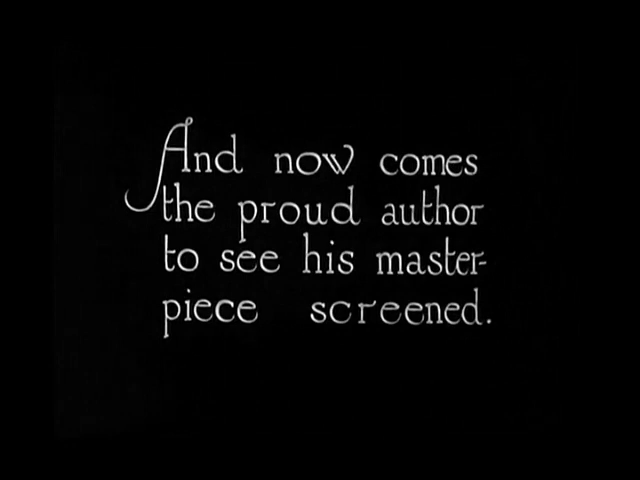 And now comes
the proud author
to see his master-
piece screened.